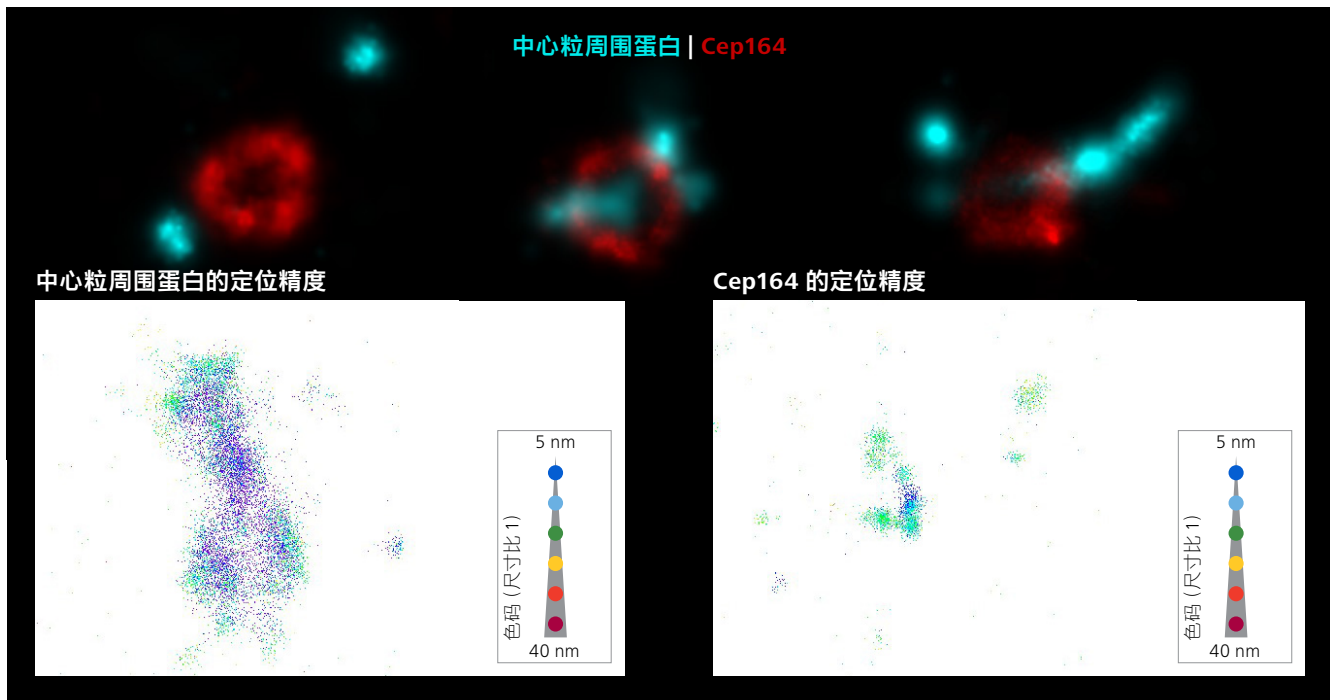 中心粒周围蛋白 | Cep164
中心粒周围蛋白的定位精度
5 nm
色码 (尺寸比 1)
40 nm
Cep164 的定位精度
5 nm
色码 (尺寸比 1)
40 nm